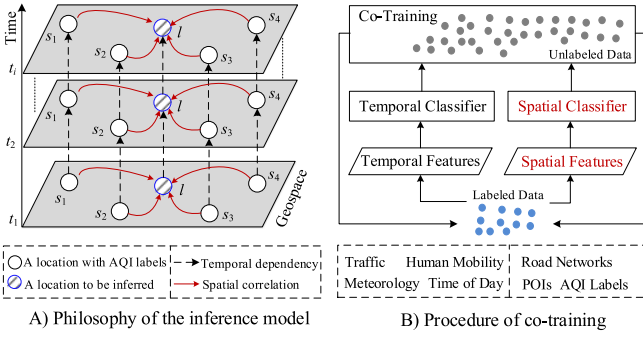 Time
s1
s2
l
s3
s4
ti
s1
s2
l
s3
s4
t2
s1
s2
l
s3
s4
t1
Geospace
A location with AQI labels
Temporal dependency
A location to be inferred
Spatial correlation
A) Philosophy of the inference model
Co-Training
Unlabeled Data
Temporal Classifier
Spatial Classifier
Temporal Features
Spatial Features
Labeled Data
Traffic Human Mobility
Meteorology Time of Day
Road Networks
POIs AQI Labels
B) Procedure of co-training